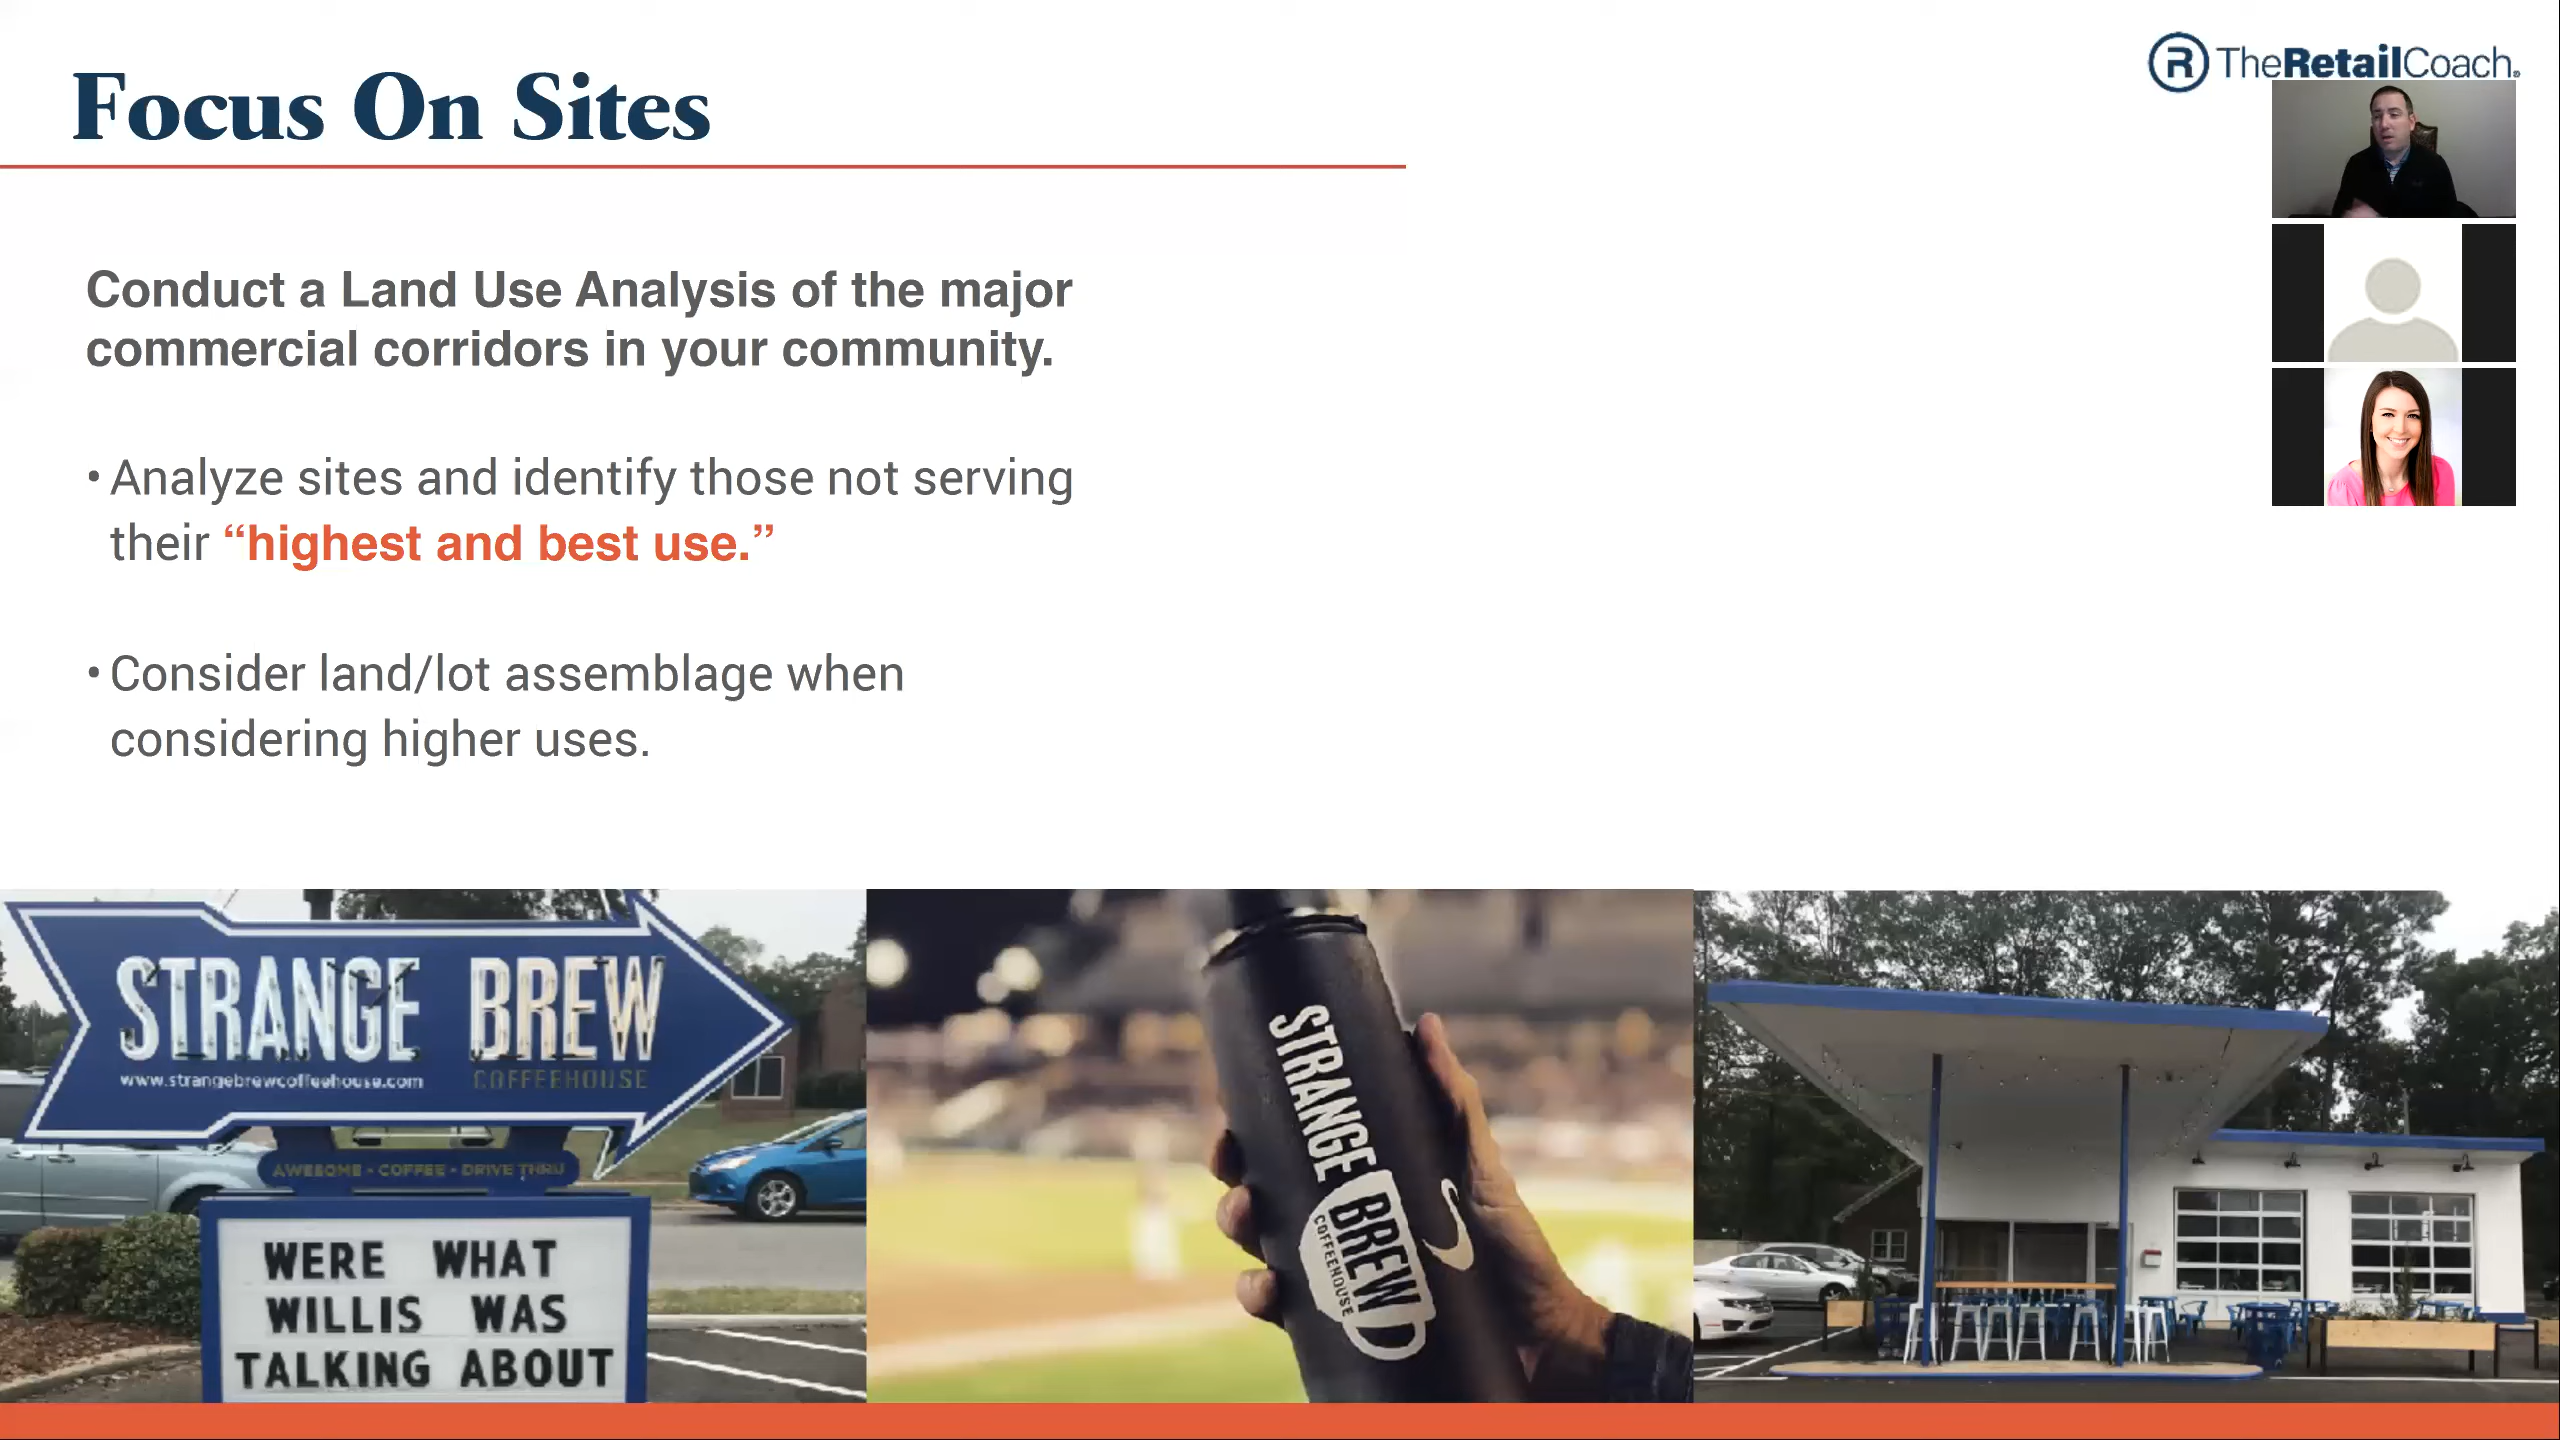 Focus On Sites
R TheRetailCoach®
Conduct a Land Use Analysis of the major
commercial corridors in your community.
• Analyze sites and identify those not serving
their “highest and best use.”
• Consider land/lot assemblage when
considering higher uses.
STRANGE BREW
www.strangebrewcoffeehouse.com COFFEEHOUSE
AWESOME - COFFEE - DRIVE THRU
WERE WHAT
WILLIS WAS
TALKING ABOUT
STRANGE BREW
COFFEEHOUSE